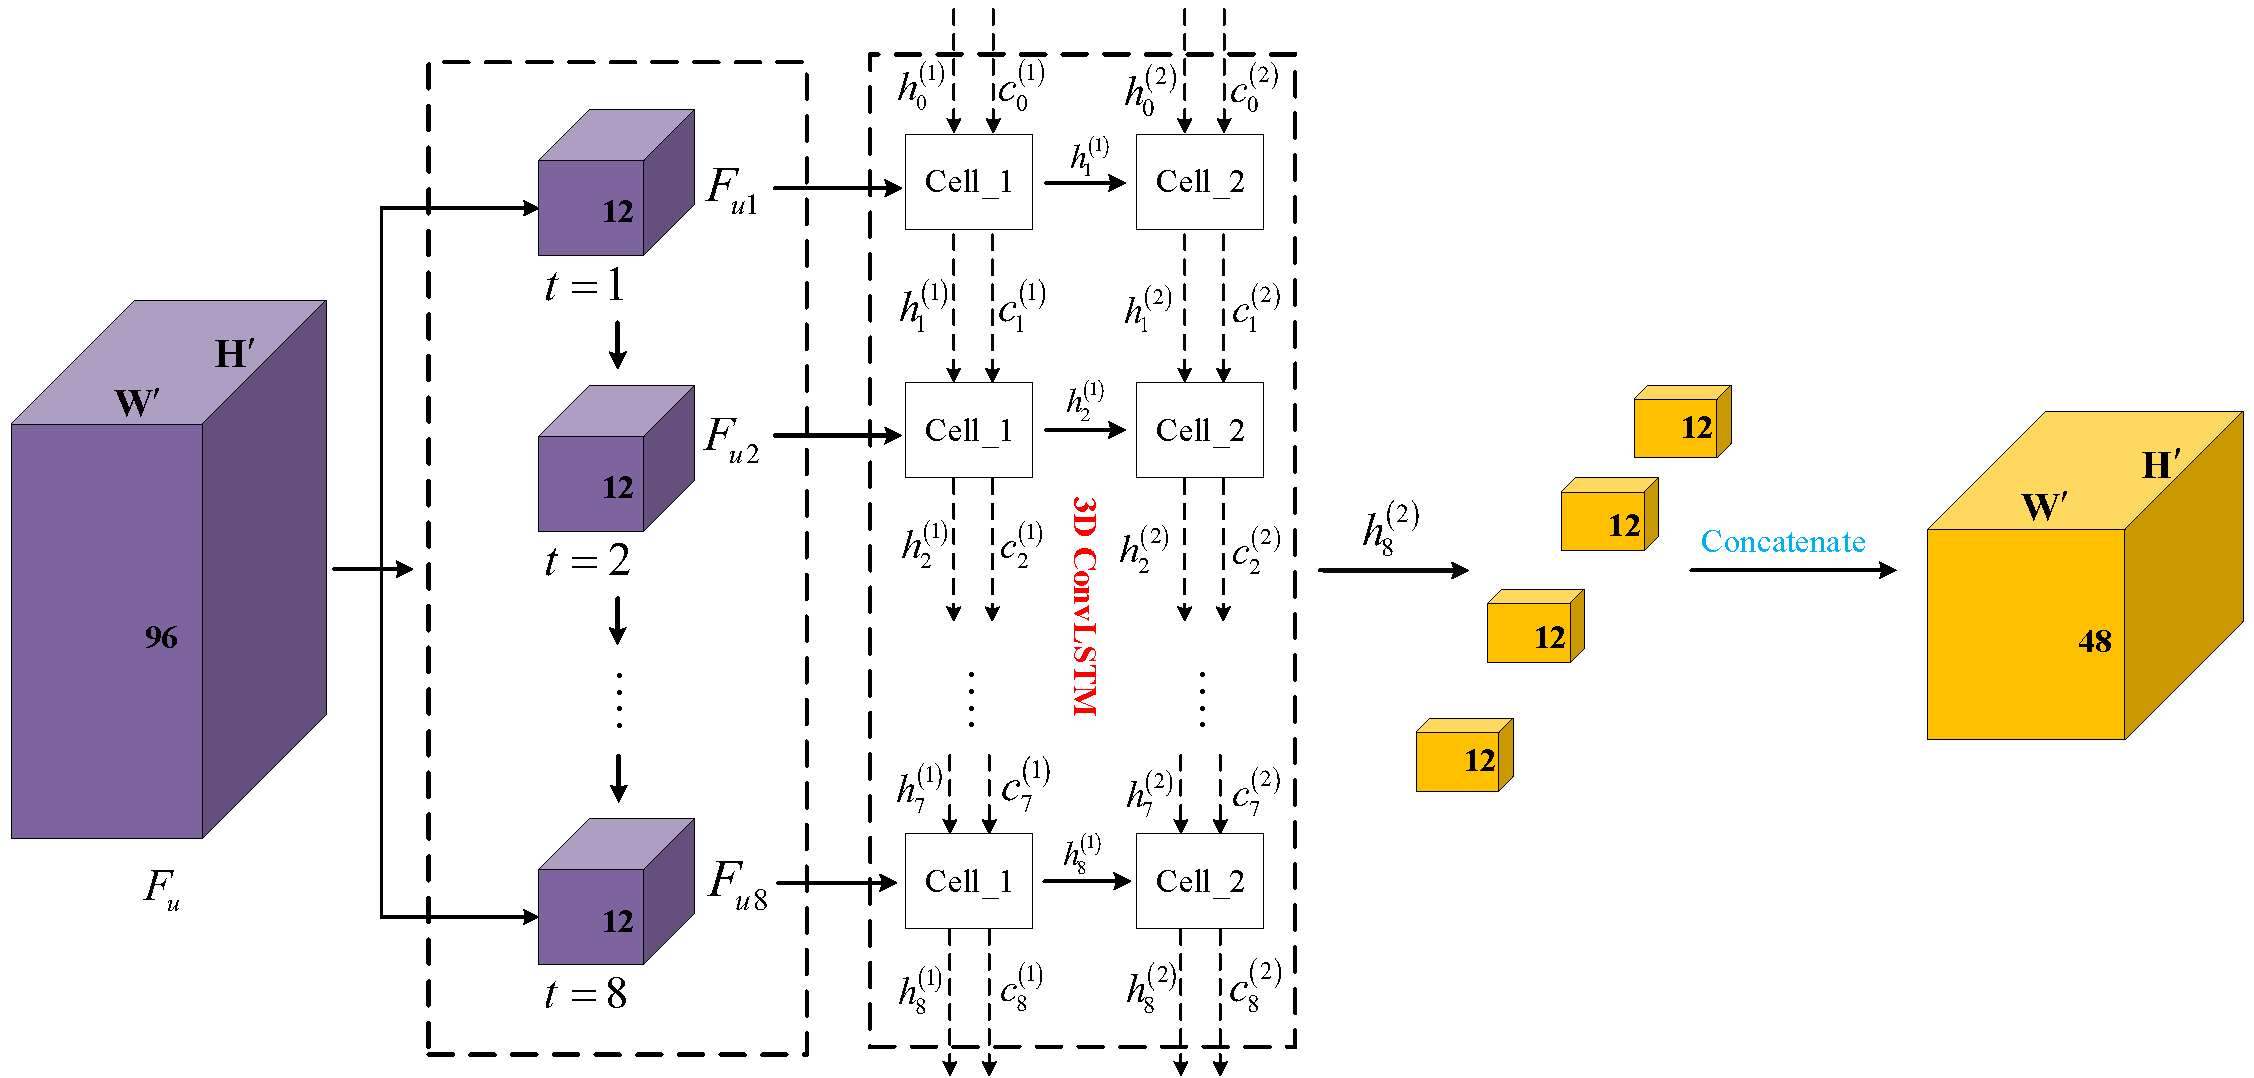 h_0^{(1)} c_0^{(1)} h_0^{(2)} c_0^{(2)}
12 F_{u1} Cell_1 h_1^{(1)} Cell_2
t = 1
h_1^{(1)} c_1^{(1)} h_1^{(2)} c_1^{(2)}
H′
W′
12 F_{u2} Cell_1 h_2^{(1)} Cell_2
t = 2
h_2^{(1)} c_2^{(1)} h_2^{(2)} c_2^{(2)}
3D ConvLSTM
96
F_u
h_7^{(1)} c_7^{(1)} h_7^{(2)} c_7^{(2)}
12 F_{u8} Cell_1 h_8^{(1)} Cell_2
t = 8
h_8^{(1)} c_8^{(1)} h_8^{(2)} c_8^{(2)}
h_8^{(2)}
12
12
12
12
Concatenate
H′
W′
48